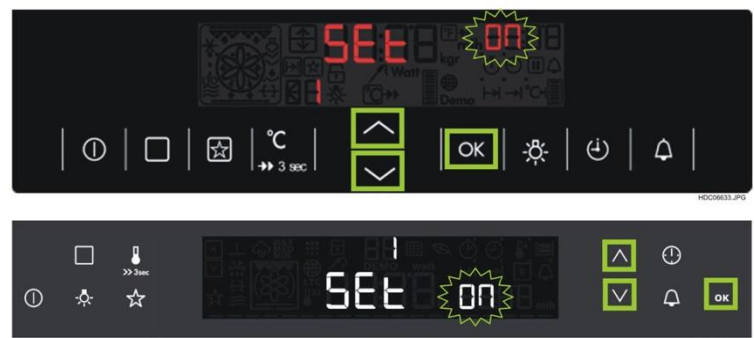 SEt on
kgr
Watt
Demo
1
°C
3 sec
OK
HDC06633.JPG
1
3sec
SEt on
OK